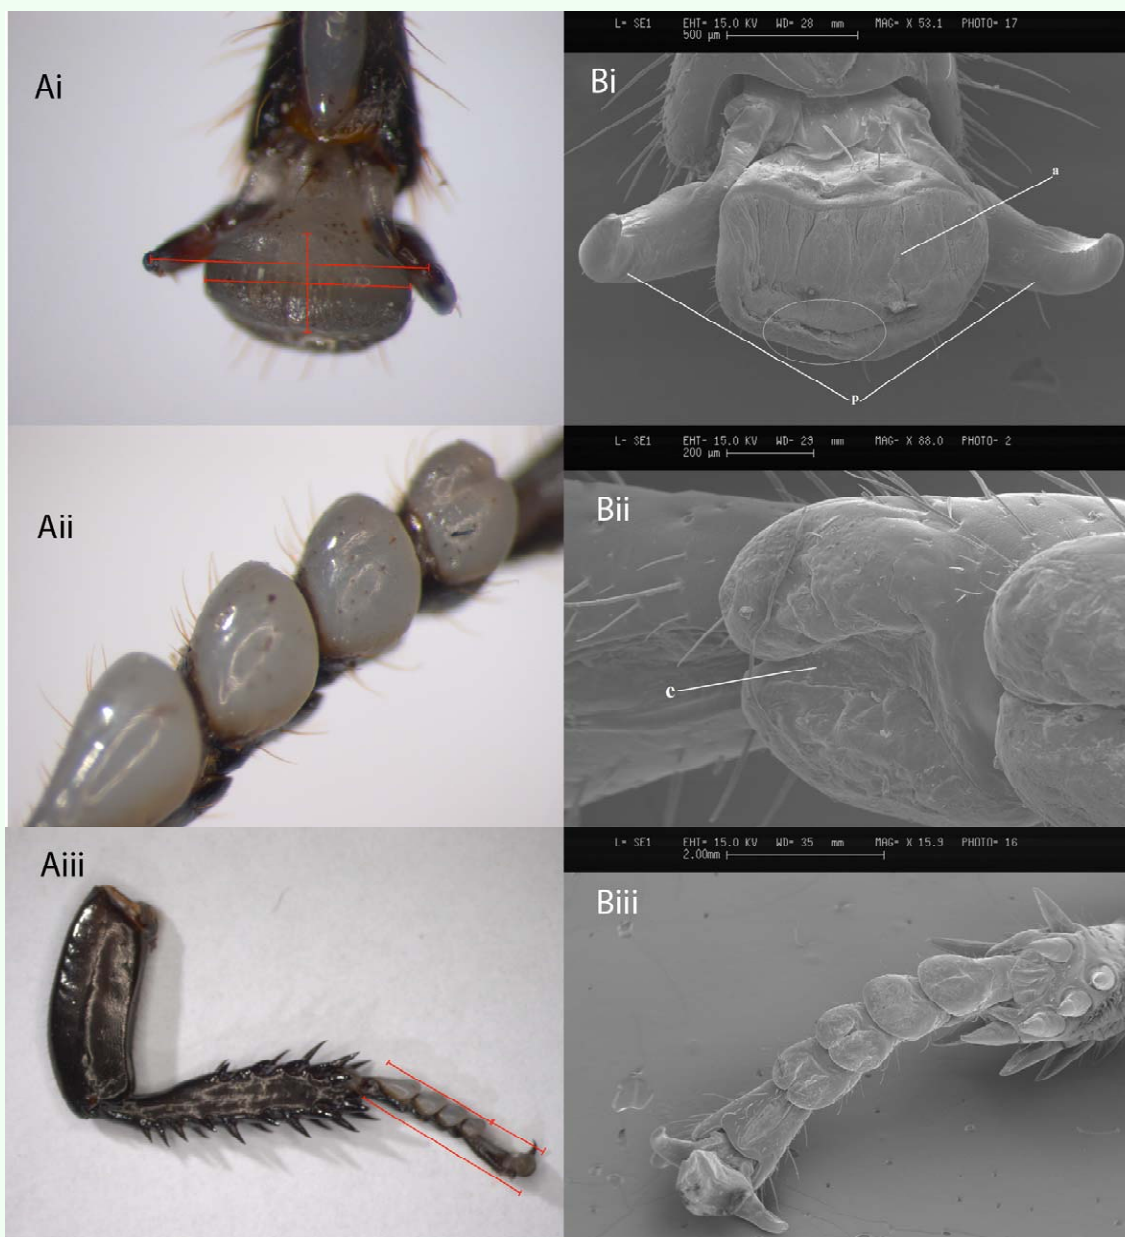 Ai
L= SE1 EHT= 15.0 KV WD= 28 mm MAG= X 53.1 PHOTO= 17
500 µm
Bi
a
p
Aii
L- SE1 EHT- 15.0 KV WD- 29 mm MAG- X 88.0 PHOTO- 2
200 µm
Bii
c
Aiii
L= SE1 EHT= 15.0 KV WD= 35 mm MAG= X 15.9 PHOTO= 16
2.00mm
Biii